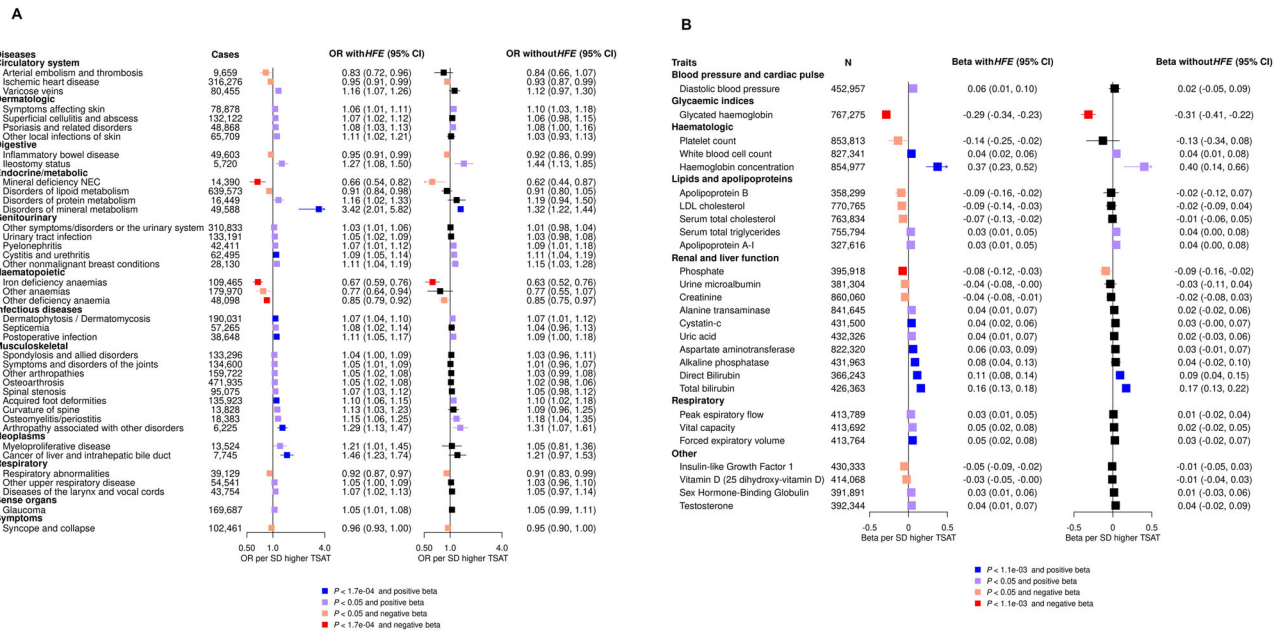 A
Diseases Cases OR with HFE (95% CI) OR without HFE (95% CI)
Circulatory system
Arterial embolism and thrombosis 9,659 0.83 (0.72, 0.96) 0.84 (0.66, 1.07)
Ischemic heart disease 316,276 0.95 (0.91, 0.99) 0.93 (0.87, 0.99)
Varicose veins 80,455 1.16 (1.07, 1.26) 1.12 (0.97, 1.30)
Dermatologic
Symptoms affecting skin 78,878 1.06 (1.01, 1.11) 1.10 (1.03, 1.18)
Superficial cellulitis and abscess 132,122 1.07 (1.02, 1.12) 1.06 (0.98, 1.15)
Psoriasis and related disorders 48,868 1.08 (1.03, 1.13) 1.08 (1.00, 1.16)
Other local infections of skin 65,709 1.11 (1.02, 1.21) 1.03 (0.93, 1.13)
Digestive
Inflammatory bowel disease 49,603 0.95 (0.91, 0.99) 0.92 (0.86, 0.99)
Ileostomy status 5,720 1.27 (1.08, 1.50) 1.44 (1.13, 1.85)
Endocrine/metabolic
Mineral deficiency NEC 14,390 0.66 (0.54, 0.82) 0.62 (0.44, 0.87)
Disorders of lipid metabolism 639,573 0.91 (0.84, 0.98) 0.91 (0.80, 1.05)
Disorders of protein metabolism 16,449 1.16 (1.02, 1.33) 1.19 (0.94, 1.50)
Disorders of mineral metabolism 49,588 3.42 (2.01, 5.82) 1.32 (1.22, 1.44)
Genitourinary
Other symptoms/disorders or the urinary system 310,833 1.03 (1.01, 1.06) 1.01 (0.98, 1.04)
Urinary tract infection 133,191 1.05 (1.02, 1.09) 1.03 (0.98, 1.08)
Pyelonephritis 42,411 1.07 (1.01, 1.12) 1.09 (1.01, 1.18)
Cystitis and urethritis 62,495 1.09 (1.05, 1.14) 1.11 (1.04, 1.19)
Other nonmalignant breast conditions 28,130 1.11 (1.04, 1.19) 1.15 (1.03, 1.28)
Haematopoietic
Iron deficiency anaemias 109,465 0.67 (0.59, 0.76) 0.63 (0.52, 0.76)
Other anaemias 179,970 0.77 (0.64, 0.94) 0.77 (0.55, 1.07)
Other deficiency anaemia 48,098 0.85 (0.79, 0.92) 0.85 (0.75, 0.97)
Infectious diseases
Dermatophytosis / Dermatomycosis 190,031 1.07 (1.04, 1.10) 1.07 (1.01, 1.12)
Septicemia 57,265 1.08 (1.02, 1.14) 1.04 (0.96, 1.13)
Postoperative infection 38,648 1.11 (1.05, 1.17) 1.09 (1.00, 1.18)
Musculoskeletal
Spondylosis and allied disorders 133,296 1.04 (1.00, 1.09) 1.03 (0.96, 1.11)
Symptoms and disorders of the joints 134,600 1.05 (1.01, 1.09) 1.01 (0.96, 1.07)
Other arthropathies 159,722 1.05 (1.02, 1.08) 1.03 (0.99, 1.08)
Osteoarthrosis 471,935 1.05 (1.02, 1.08) 1.02 (0.98, 1.06)
Spinal stenosis 95,075 1.07 (1.03, 1.12) 1.05 (0.98, 1.12)
Acquired foot deformities 135,923 1.10 (1.06, 1.15) 1.10 (1.02, 1.18)
Curvature of spine 13,828 1.13 (1.03, 1.23) 1.09 (0.96, 1.25)
Osteomyelitis/periostitis 18,383 1.15 (1.06, 1.25) 1.18 (1.04, 1.35)
Arthropathy associated with other disorders 6,225 1.29 (1.13, 1.47) 1.31 (1.07, 1.61)
Neoplasms
Myeloproliferative disease 13,524 1.21 (1.01, 1.45) 1.05 (0.81, 1.36)
Cancer of liver and intrahepatic bile duct 7,745 1.46 (1.23, 1.74) 1.21 (0.97, 1.53)
Respiratory
Respiratory abnormalities 39,129 0.92 (0.87, 0.97) 0.91 (0.83, 0.99)
Other upper respiratory disease 54,541 1.05 (1.00, 1.09) 1.03 (0.96, 1.10)
Diseases of the larynx and vocal cords 43,754 1.07 (1.02, 1.13) 1.05 (0.97, 1.14)
Sense organs
Glaucoma 169,687 1.05 (1.01, 1.08) 1.05 (0.99, 1.11)
Symptoms
Syncope and collapse 102,461 0.96 (0.93, 1.00) 0.95 (0.90, 1.00)
0.50 1.0 4.0 0.50 1.0 4.0
OR per SD higher TSAT OR per SD higher TSAT
P < 1.7e-04 and positive beta
P < 0.05 and positive beta
P < 0.05 and negative beta
P < 1.7e-04 and negative beta
B
Traits N Beta with HFE (95% CI) Beta without HFE (95% CI)
Blood pressure and cardiac pulse
Diastolic blood pressure 452,957 0.06 (0.01, 0.10) 0.02 (-0.05, 0.09)
Glycaemic indices
Glycated haemoglobin 767,275 -0.29 (-0.34, -0.23) -0.31 (-0.41, -0.22)
Haematologic
Platelet count 853,813 -0.14 (-0.25, -0.02) -0.13 (-0.34, 0.08)
White blood cell count 827,341 0.04 (0.02, 0.06) 0.04 (0.01, 0.08)
Haemoglobin concentration 854,977 0.37 (0.23, 0.52) 0.40 (0.14, 0.66)
Lipids and apolipoproteins
Apolipoprotein B 358,299 -0.09 (-0.16, -0.02) -0.02 (-0.12, 0.07)
LDL cholesterol 770,765 -0.09 (-0.14, -0.03) -0.02 (-0.09, 0.04)
Serum total cholesterol 763,834 -0.07 (-0.13, -0.02) -0.01 (-0.06, 0.05)
Serum total triglycerides 755,794 0.03 (0.01, 0.05) 0.04 (0.00, 0.08)
Apolipoprotein A-I 327,616 0.03 (0.01, 0.05) 0.04 (0.00, 0.08)
Renal and liver function
Phosphate 395,918 -0.08 (-0.12, -0.03) -0.09 (-0.16, -0.02)
Urine microalbumin 381,304 -0.04 (-0.08, -0.00) -0.03 (-0.11, 0.04)
Creatinine 860,060 -0.04 (-0.08, -0.01) -0.02 (-0.08, 0.03)
Alanine transaminase 841,645 0.04 (0.01, 0.07) 0.02 (-0.02, 0.06)
Cystatin-c 431,500 0.04 (0.02, 0.06) 0.03 (-0.00, 0.07)
Uric acid 432,326 0.04 (0.01, 0.07) 0.02 (-0.03, 0.06)
Aspartate aminotransferase 822,320 0.06 (0.03, 0.09) 0.03 (-0.01, 0.07)
Alkaline phosphatase 431,963 0.08 (0.04, 0.13) 0.04 (-0.02, 0.10)
Direct Bilirubin 366,243 0.11 (0.08, 0.14) 0.09 (0.04, 0.15)
Total bilirubin 426,363 0.16 (0.13, 0.18) 0.17 (0.13, 0.22)
Respiratory
Peak espiratory flow 413,789 0.03 (0.01, 0.05) 0.01 (-0.02, 0.04)
Vital capacity 413,692 0.05 (0.02, 0.08) 0.02 (-0.02, 0.05)
Forced expiratory volume 413,764 0.05 (0.02, 0.08) 0.03 (-0.02, 0.07)
Other
Insulin-like Growth Factor 1 430,333 -0.05 (-0.09, -0.02) -0.01 (-0.05, 0.03)
Vitamin D (25 dihydroxy-vitamin D) 414,068 -0.03 (-0.05, -0.00) -0.01 (-0.04, 0.03)
Sex Hormone-Binding Globulin 391,891 0.03 (0.01, 0.06) 0.01 (-0.03, 0.06)
Testosterone 392,344 0.04 (0.01, 0.07) 0.04 (-0.02, 0.09)
-0.5 0 0.5 -0.5 0 0.5
Beta per SD higher TSAT Beta per SD higher TSAT
P < 1.1e-03 and positive beta
P < 0.05 and positive beta
P < 0.05 and negative beta
P < 1.1e-03 and negative beta